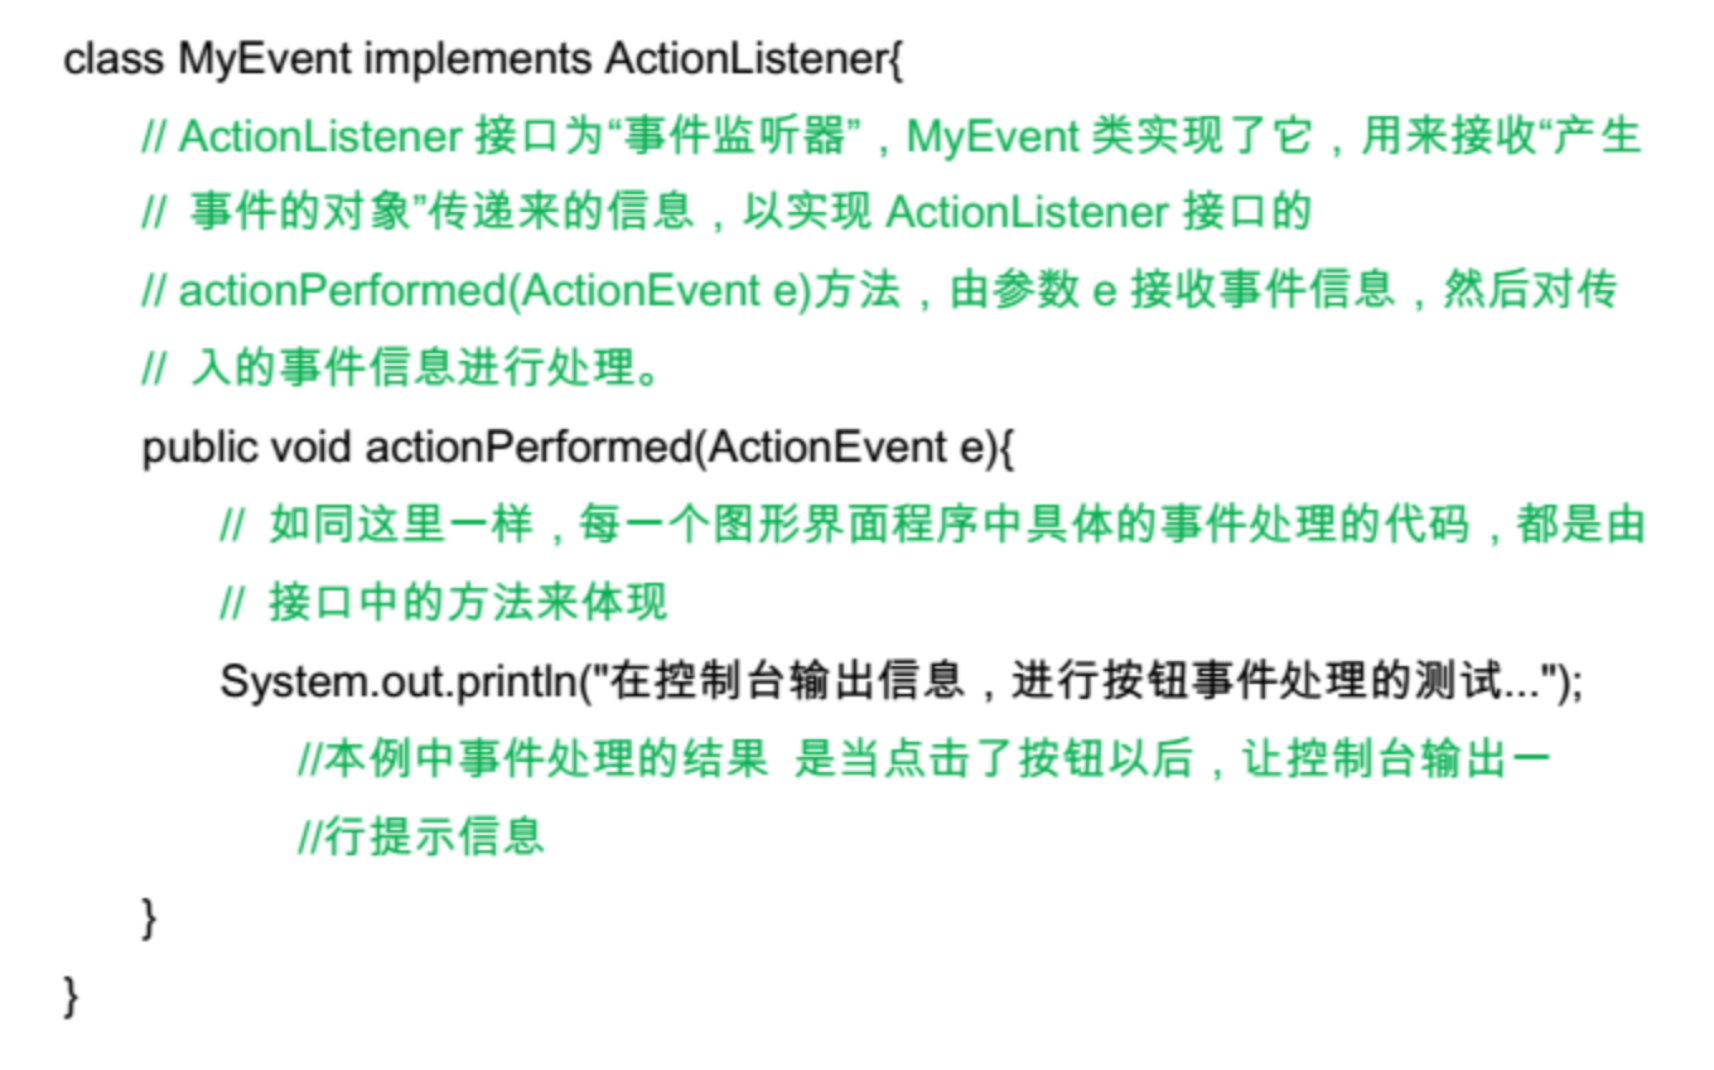 class MyEvent implements ActionListener{
// ActionListener 接口为“事件监听器”，MyEvent 类实现了它，用来接收“产生
// 事件的对象”传递来的信息，以实现 ActionListener 接口的
// actionPerformed(ActionEvent e)方法，由参数 e 接收事件信息，然后对传
// 入的事件信息进行处理。
public void actionPerformed(ActionEvent e){
// 如同这里一样，每一个图形界面程序中具体的事件处理的代码，都是由
// 接口中的方法来体现
System.out.println("在控制台输出信息，进行按钮事件处理的测试...");
//本例中事件处理的结果 是当点击了按钮以后，让控制台输出一
//行提示信息
}
}